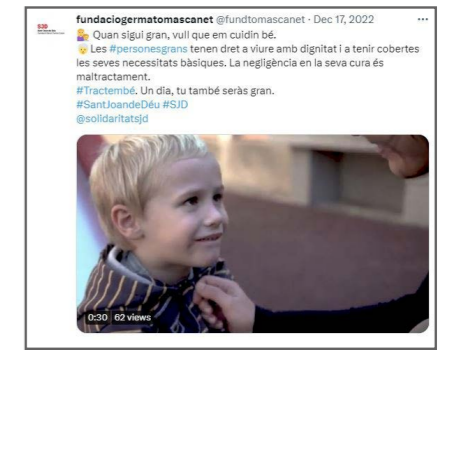 SJD
fundaciogermatomascanet @fundtomascanet · Dec 17, 2022 ...
💁 Quan sigui gran, vull que em cuidin bé.
👵 Les #personesgrans tenen dret a viure amb dignitat i a tenir cobertes
les seves necessitats bàsiques. La negligència en la seva cura és
maltractament.
#Tractembé. Un dia, tu també seràs gran.
#SantJoandeDéu #SJD
@solidaritatsjd
0:30 62 views